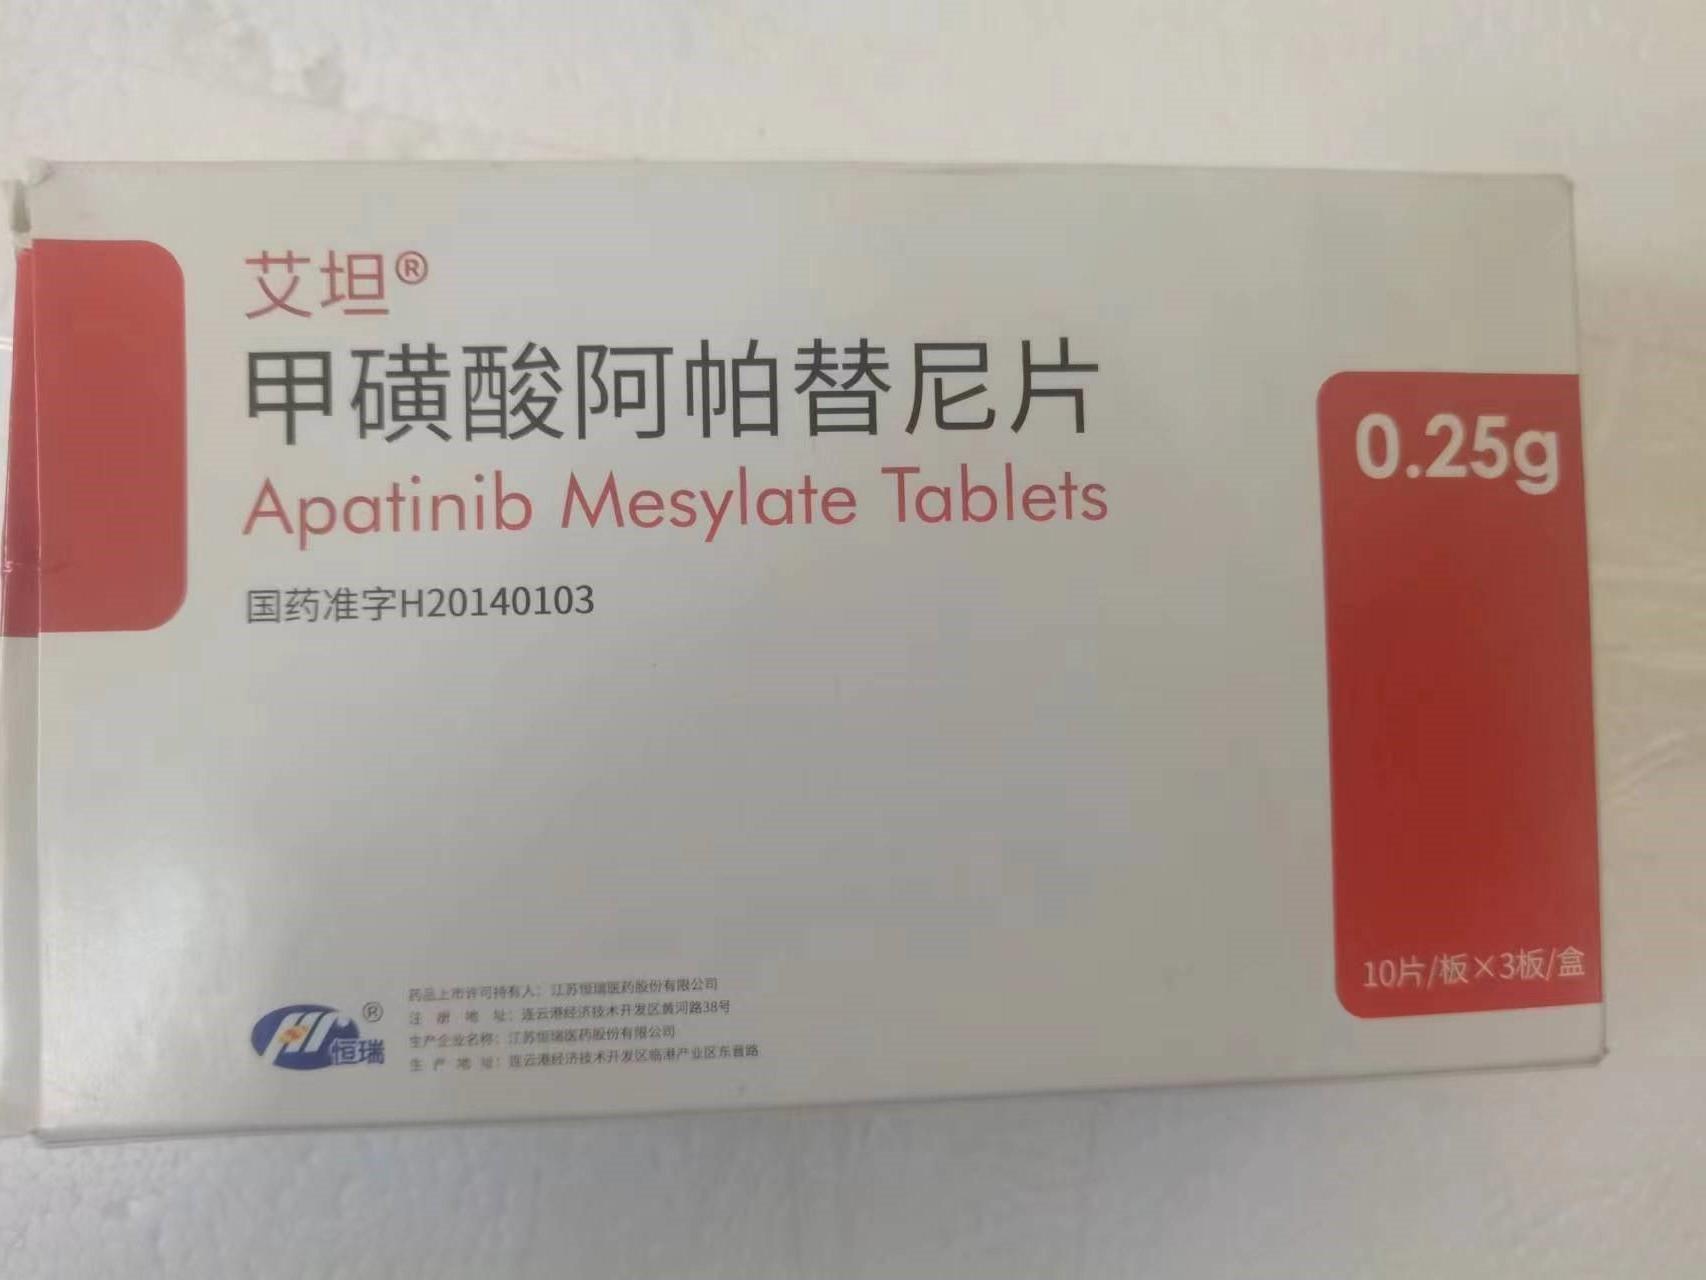 艾坦®
甲磺酸阿帕替尼片
Apatinib Mesylate Tablets
国药准字H20140103
0.25g
10片/板×3板/盒
恒瑞®
药品上市许可持有人：江苏恒瑞医药股份有限公司
注 册 地 址：连云港经济技术开发区黄河路38号
生产企业名称：江苏恒瑞医药股份有限公司
生 产 地 址：连云港经济技术开发区临港产业区东晋路